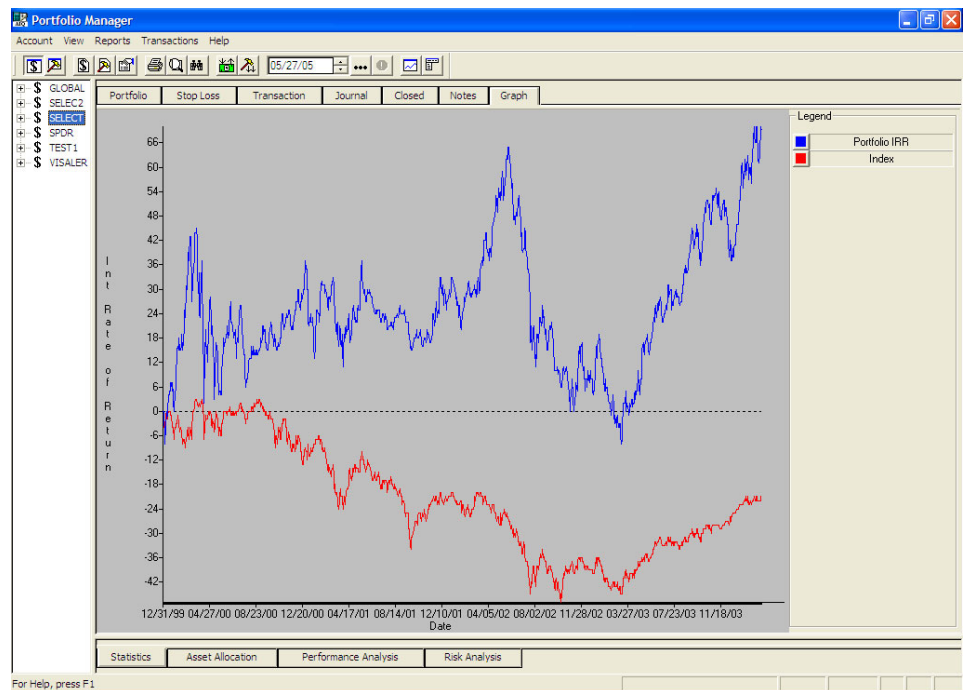 Portfolio Manager
Account View Reports Transactions Help
05/27/05
GLOBAL
SELEC2
SELECT
SPDR
TEST1
VISALER
Portfolio Stop Loss Transaction Journal Closed Notes Graph
Legend
Portfolio IRR
Index
Int Rate of Return
66
60
54
48
42
36
30
24
18
12
6
0
-6
-12
-18
-24
-30
-36
-42
12/31/99 04/27/00 08/23/00 12/20/00 04/17/01 08/14/01 12/10/01 04/05/02 08/02/02 11/28/02 03/27/03 07/23/03 11/18/03
Date
Statistics Asset Allocation Performance Analysis Risk Analysis
For Help, press F1